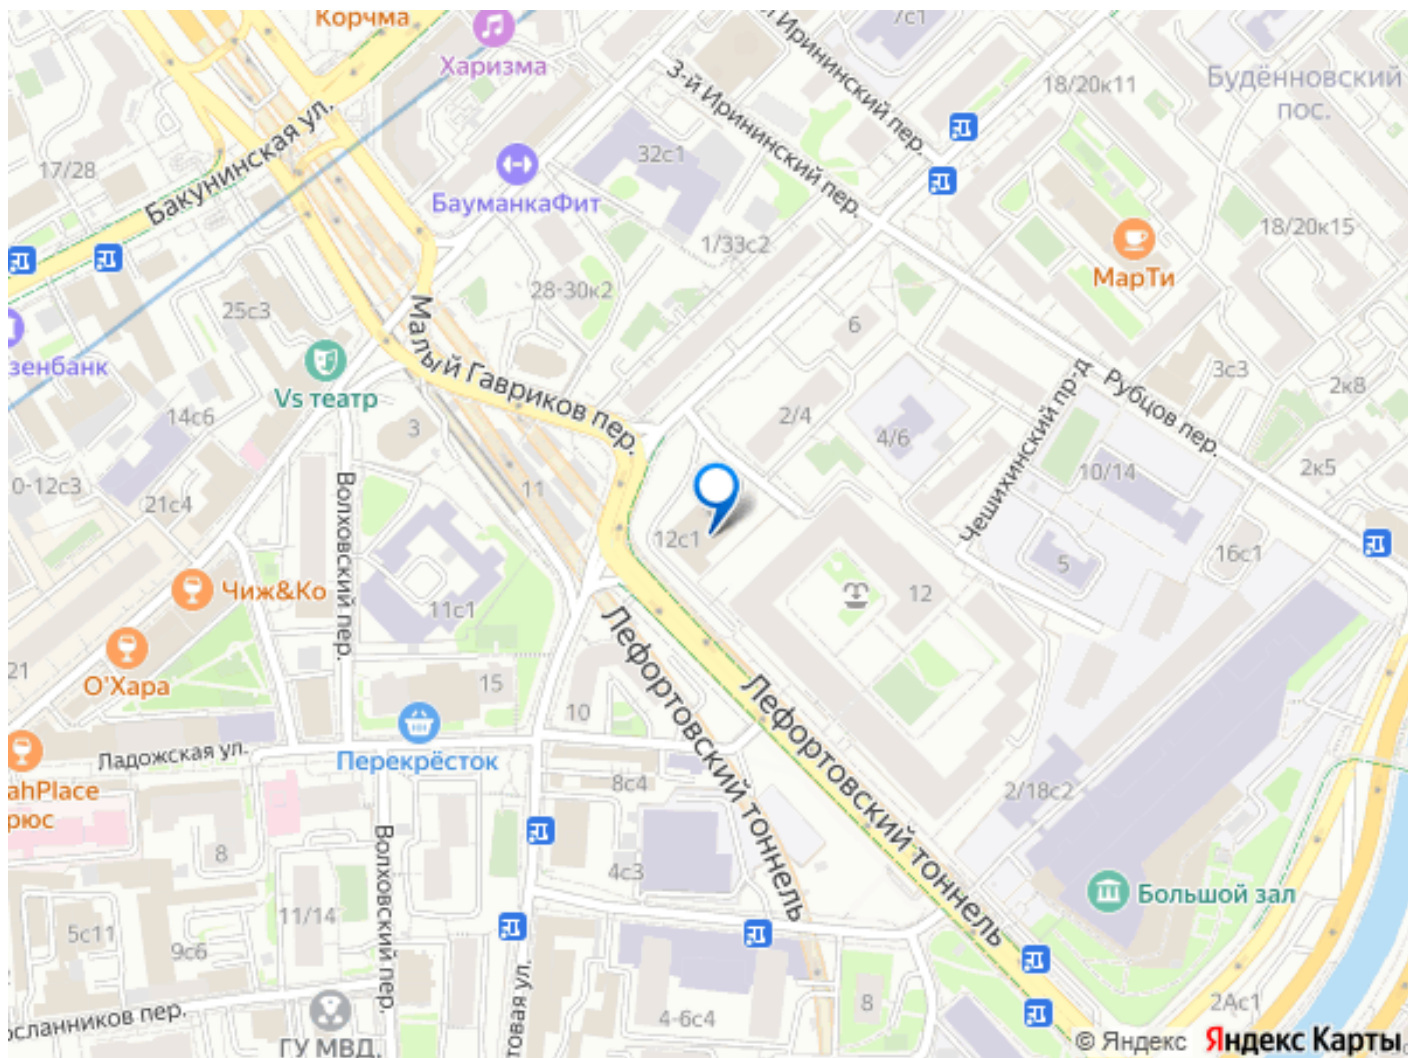 Корчма
Харизма
7с1
й Ирининский пер.
3-й Ирининский пер.
18/20к11
Будённовский
пос.
17/28
Бакунинская ул.
БауманкаФит
32с1
1/33с2
18/20к15
МарТи
28-30к2
25с3
Малый Гавриков пер.
6
зенбанк
Vs театр
3с3
2к8
14с6
3
2/4
4/6
Чешихинский пр-д
Рубцов пер.
10/14
2к5
0-12с3
21с4
Волховский пер.
11
12с1
16с1
5
12
Чиж&Ко
11с1
21
О'Хара
15
10
Лефортовский тоннель
Лефортовский тоннель
Перекрёсток
Ладожская ул.
ahPlace
рюс
8с4
2/18с2
8
Волховский пер.
4с3
Большой зал
11/14
5с11
9с6
осланников пер.
ГУ МВД,
товая ул.
4-6с4
8
2Ас1
© Яндекс Яндекс Карты